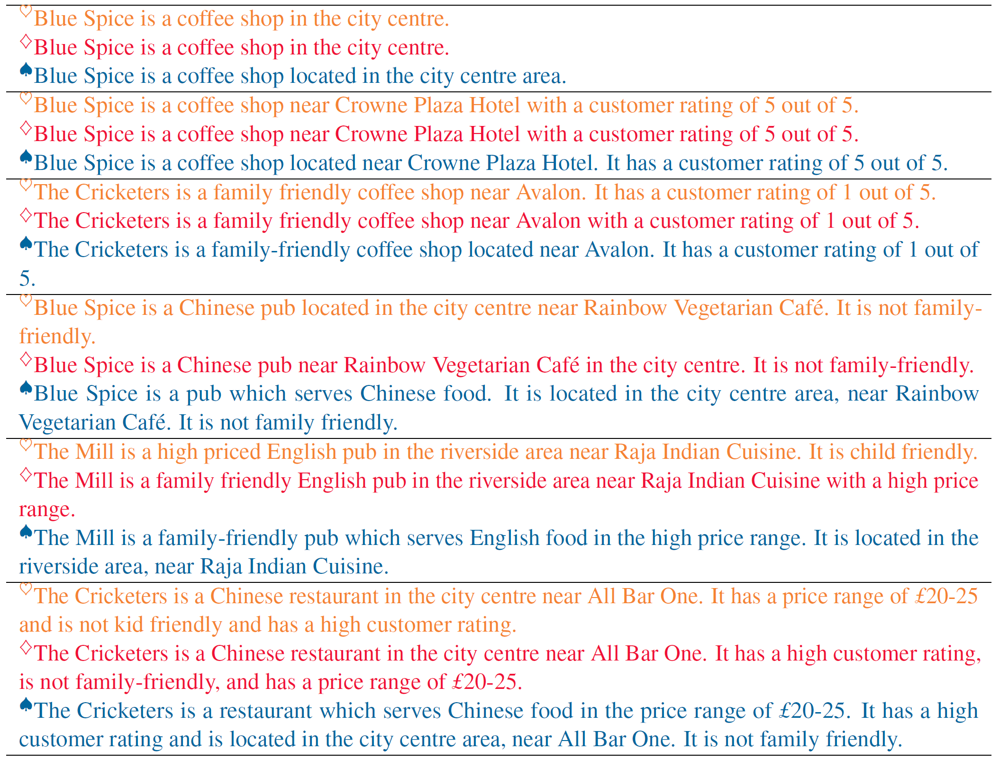 ♡Blue Spice is a coffee shop in the city centre.
♢Blue Spice is a coffee shop in the city centre.
♠Blue Spice is a coffee shop located in the city centre area.
♡Blue Spice is a coffee shop near Crowne Plaza Hotel with a customer rating of 5 out of 5.
♢Blue Spice is a coffee shop near Crowne Plaza Hotel with a customer rating of 5 out of 5.
♠Blue Spice is a coffee shop located near Crowne Plaza Hotel. It has a customer rating of 5 out of 5.
♡The Cricketers is a family friendly coffee shop near Avalon. It has a customer rating of 1 out of 5.
♢The Cricketers is a family friendly coffee shop near Avalon with a customer rating of 1 out of 5.
♠The Cricketers is a family-friendly coffee shop located near Avalon. It has a customer rating of 1 out of
5.
♡Blue Spice is a Chinese pub located in the city centre near Rainbow Vegetarian Café. It is not family-
friendly.
♢Blue Spice is a Chinese pub near Rainbow Vegetarian Café in the city centre. It is not family-friendly.
♠Blue Spice is a pub which serves Chinese food. It is located in the city centre area, near Rainbow
Vegetarian Café. It is not family friendly.
♡The Mill is a high priced English pub in the riverside area near Raja Indian Cuisine. It is child friendly.
♢The Mill is a family friendly English pub in the riverside area near Raja Indian Cuisine with a high price
range.
♠The Mill is a family-friendly pub which serves English food in the high price range. It is located in the
riverside area, near Raja Indian Cuisine.
♡The Cricketers is a Chinese restaurant in the city centre near All Bar One. It has a price range of £20-25
and is not kid friendly and has a high customer rating.
♢The Cricketers is a Chinese restaurant in the city centre near All Bar One. It has a high customer rating,
is not family-friendly, and has a price range of £20-25.
♠The Cricketers is a restaurant which serves Chinese food in the price range of £20-25. It has a high
customer rating and is located in the city centre area, near All Bar One. It is not family friendly.